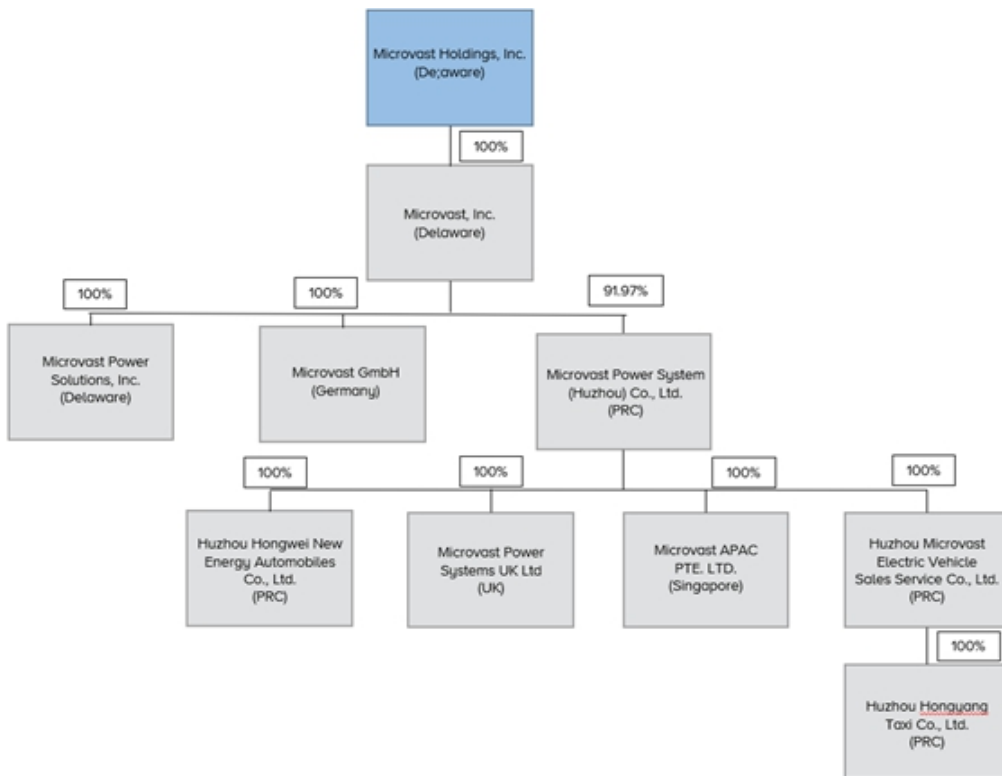 Microvast Holdings, Inc.
(De;aware)
100%
Microvast, Inc.
(Delaware)
100%
100%
91.97%
Microvast Power
Solutions, Inc.
(Delaware)
Microvast GmbH
(Germany)
Microvast Power System
(Huzhou) Co., Ltd.
(PRC)
100%
100%
100%
100%
Huzhou Hongwei New
Energy Automobiles
Co., Ltd.
(PRC)
Microvast Power
Systems UK Ltd
(UK)
Microvast APAC
PTE. LTD.
(Singapore)
Huzhou Microvast
Electric Vehicle
Sales Service Co., Ltd.
(PRC)
100%
Huzhou Hongyang
Taxi Co., Ltd.
(PRC)